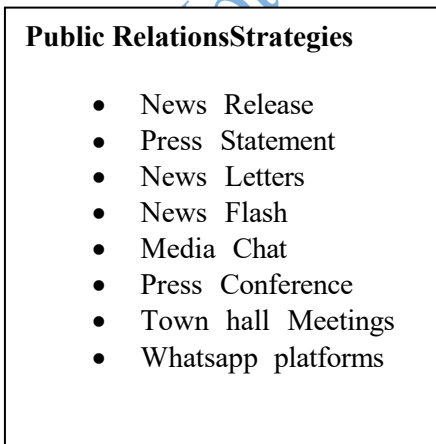 Public RelationsStrategies
• News Release
• Press Statement
• News Letters
• News Flash
• Media Chat
• Press Conference
• Town hall Meetings
• Whatsapp platforms